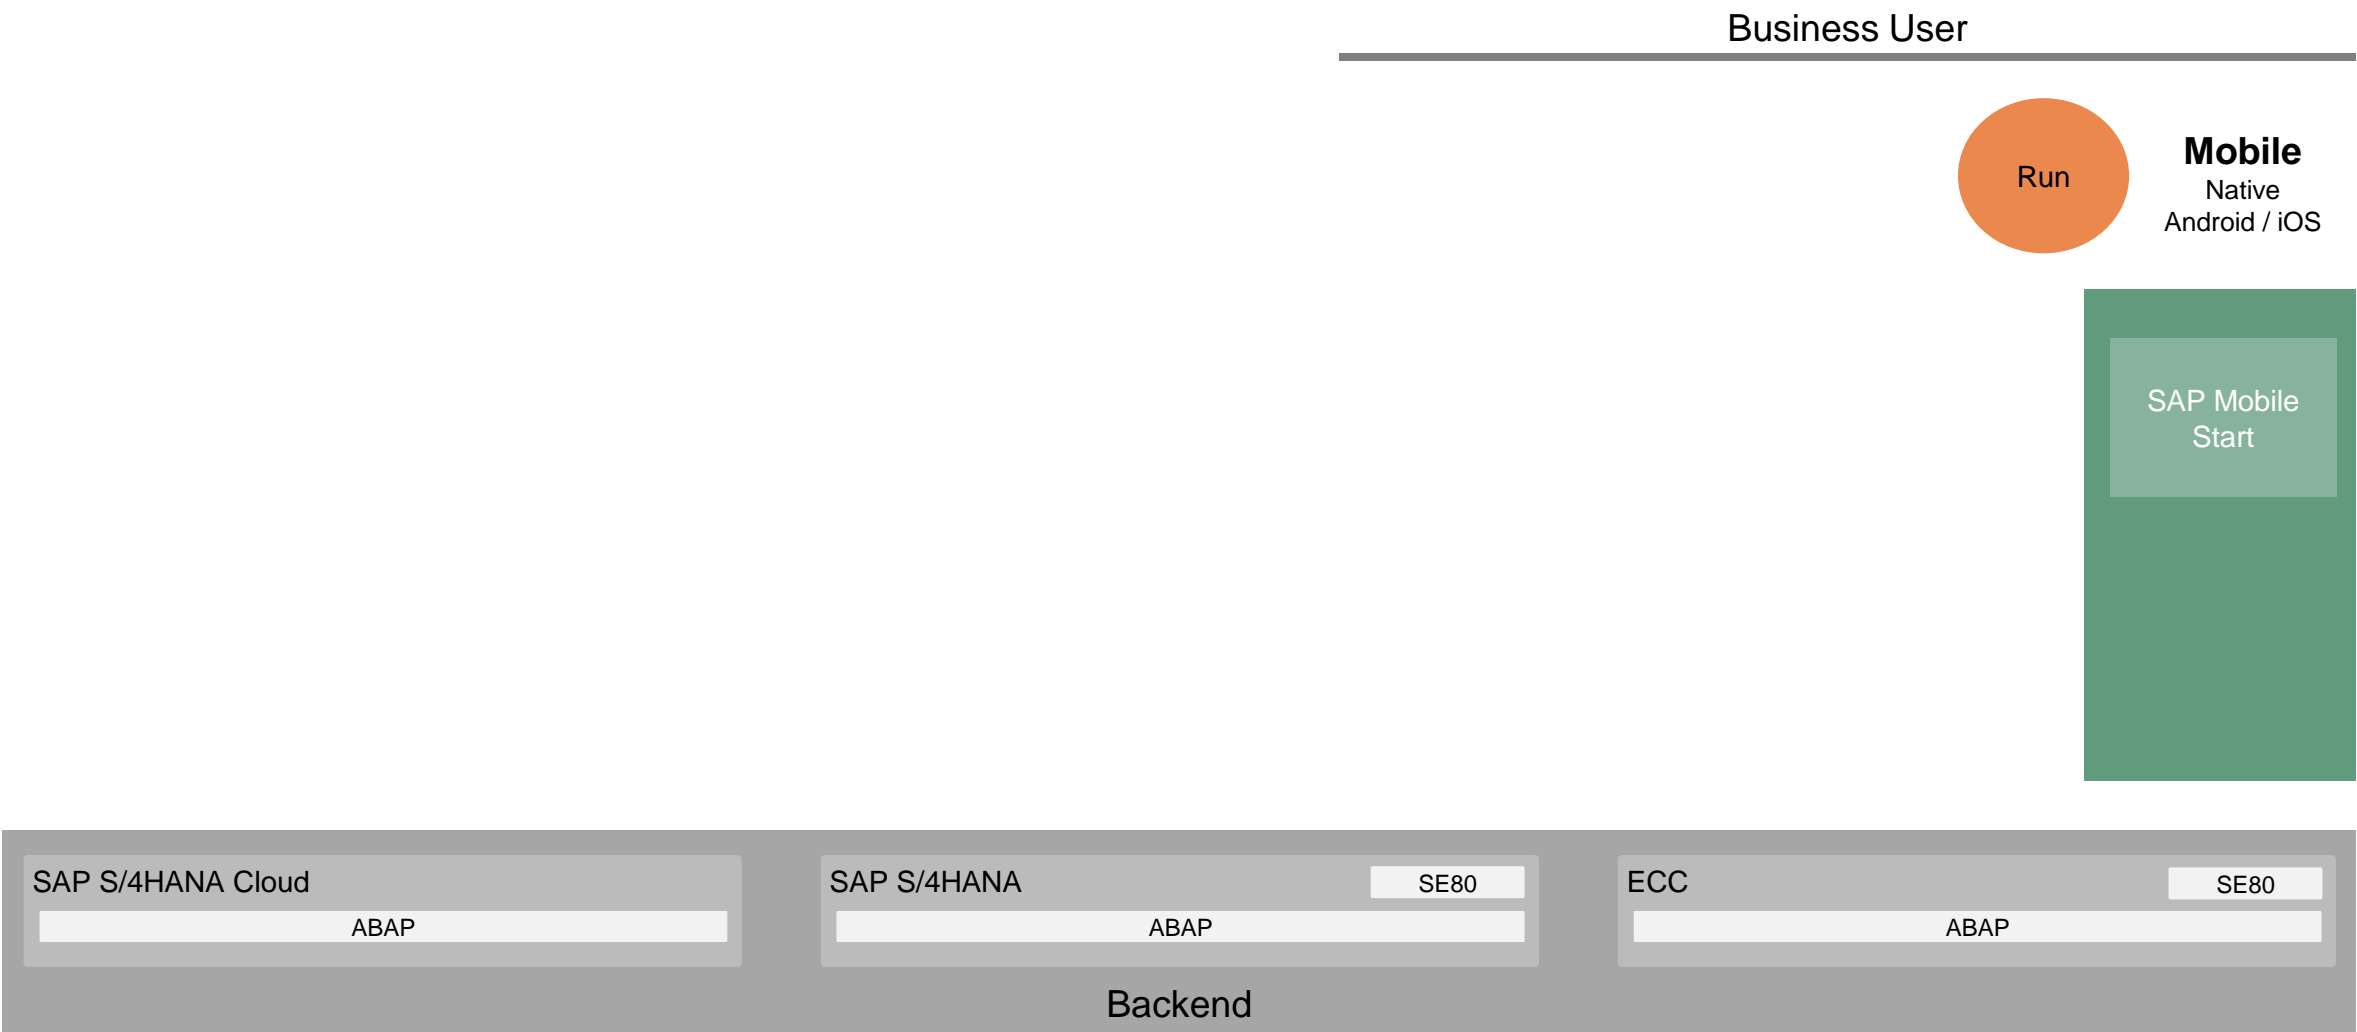 Business User
Run
Mobile
Native
Android / iOS
SAP Mobile
Start
SAP S/4HANA Cloud
ABAP
SAP S/4HANA
SE80
ABAP
ECC
SE80
ABAP
Backend